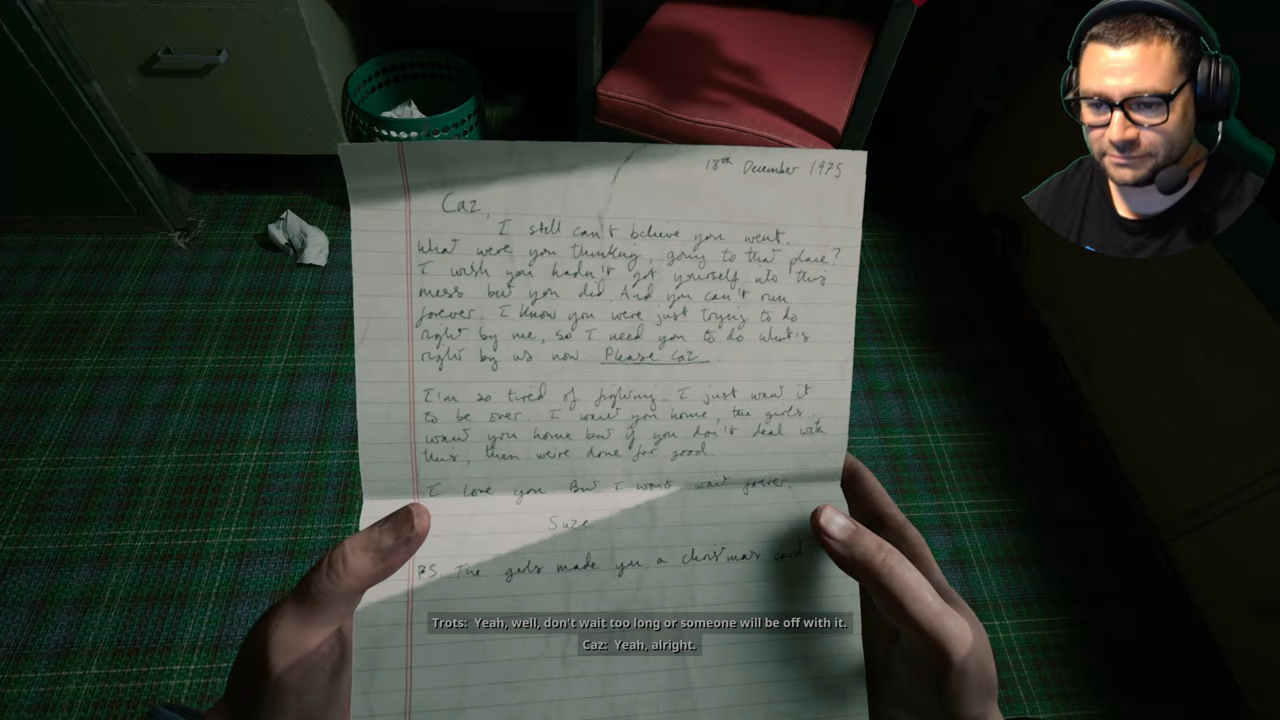 18th December 1975
Caz,
I still can't believe you went.
What were you thinking, going to that place?
I wish you hadn't got yourself into this
mess but you did. And you can't run
forever. I know you were just trying to do
right by me, so I need you to do what's
right by us now. Please Caz.
I'm so tired of fighting. I just want it
to be over. I want you home, the girls
want you home but if you don't deal with
this, then we're done for good.
I love you. But I won't wait forever.
Suze
PS. The girls made you a christmas card
Trots: Yeah, well, don't wait too long or someone will be off with it.
Caz: Yeah, alright.